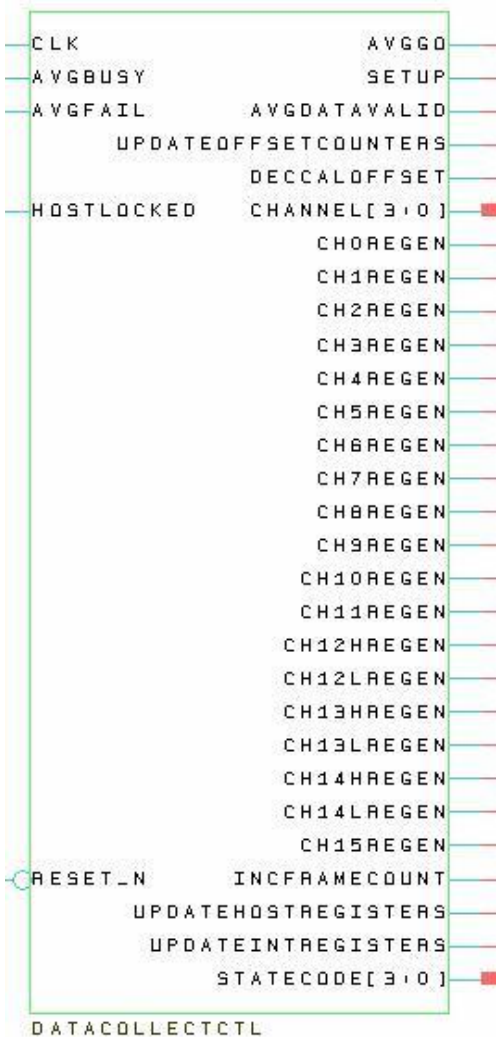 CLK AVGGO
AVGBUSY SETUP
AVGFAIL AVGDATAVALID
UPDATEOFFSETCOUNTERS
DECCALOFFSET
HOSTLOCKED CHANNEL[3:0]
CH0REGEN
CH1REGEN
CH2REGEN
CH3REGEN
CH4REGEN
CH5REGEN
CH6REGEN
CH7REGEN
CH8REGEN
CH9REGEN
CH10REGEN
CH11REGEN
CH12HREGEN
CH12LREGEN
CH13HREGEN
CH13LREGEN
CH14HREGEN
CH14LREGEN
CH15REGEN
RESET_N INCFRAMECOUNT
UPDATEHOSTREGISTERS
UPDATEINTREGISTERS
STATECODE[3:0]
DATACOLLECTCTL